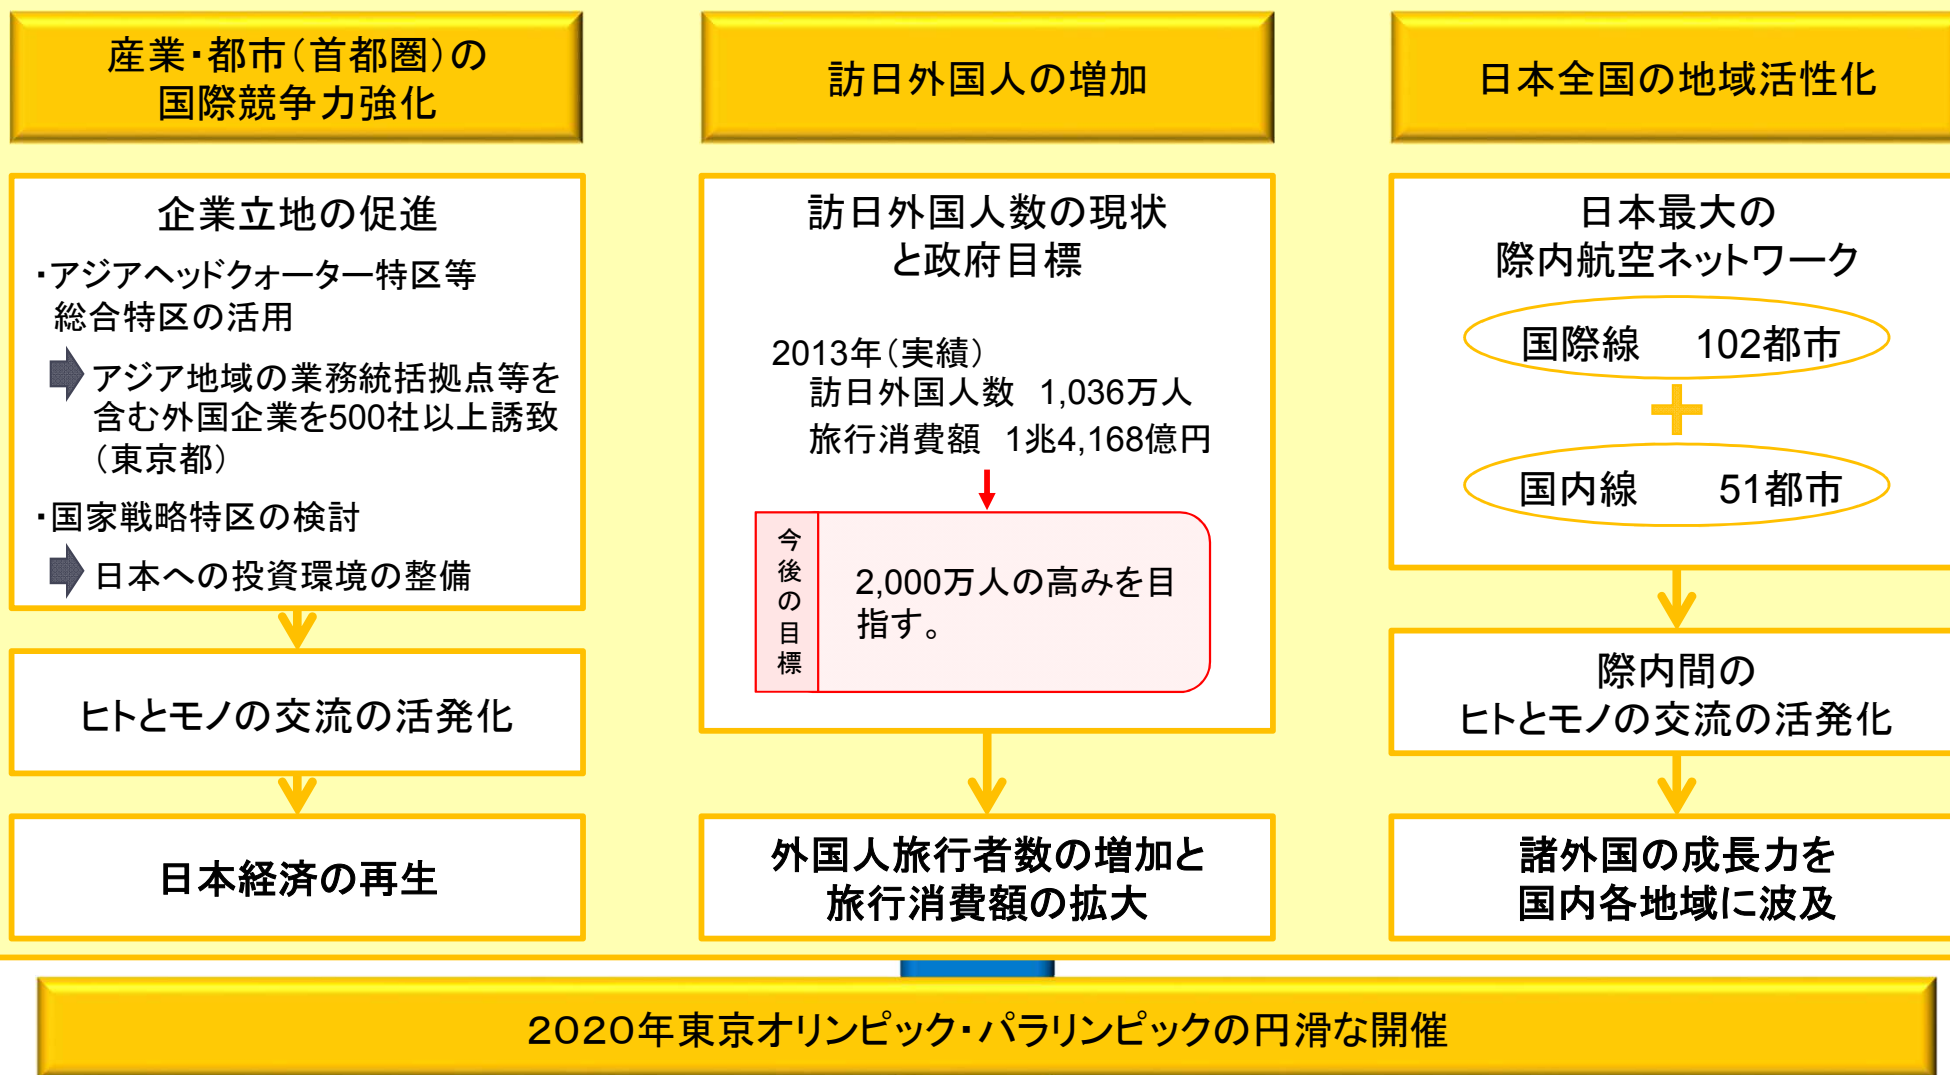 産業・都市（首都圏）の
国際競争力強化
企業立地の促進
・アジアヘッドクォーター特区等
総合特区の活用
アジア地域の業務統括拠点等を
含む外国企業を500社以上誘致
（東京都）
・国家戦略特区の検討
日本への投資環境の整備
ヒトとモノの交流の活発化
日本経済の再生
訪日外国人の増加
訪日外国人数の現状
と政府目標
2013年（実績）
訪日外国人数 1,036万人
旅行消費額 1兆4,168億円
今後の目標
2,000万人の高みを目
指す。
外国人旅行者数の増加と
旅行消費額の拡大
日本全国の地域活性化
日本最大の
際内航空ネットワーク
国際線 102都市
国内線 51都市
際内間の
ヒトとモノの交流の活発化
諸外国の成長力を
国内各地域に波及
2020年東京オリンピック・パラリンピックの円滑な開催